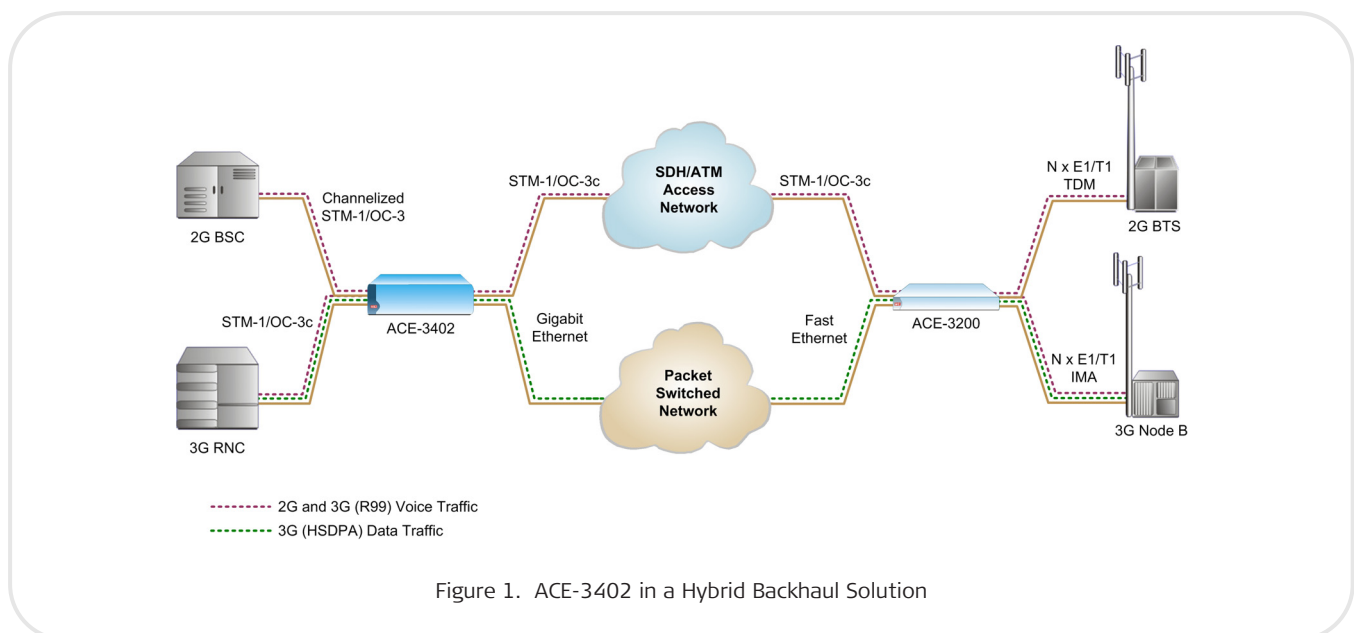 SDH/ATM
Access
Network
STM-1/OC-3c
STM-1/OC-3c
N x E1/T1
TDM
Channelized
STM-1/OC-3
2G BSC
2G BTS
STM-1/OC-3c
ACE-3402
Gigabit
Ethernet
Fast
Ethernet
ACE-3200
N x E1/T1
IMA
Packet
Switched
Network
3G RNC
3G Node B
2G and 3G (R99) Voice Traffic
3G (HSDPA) Data Traffic
Figure 1. ACE-3402 in a Hybrid Backhaul Solution